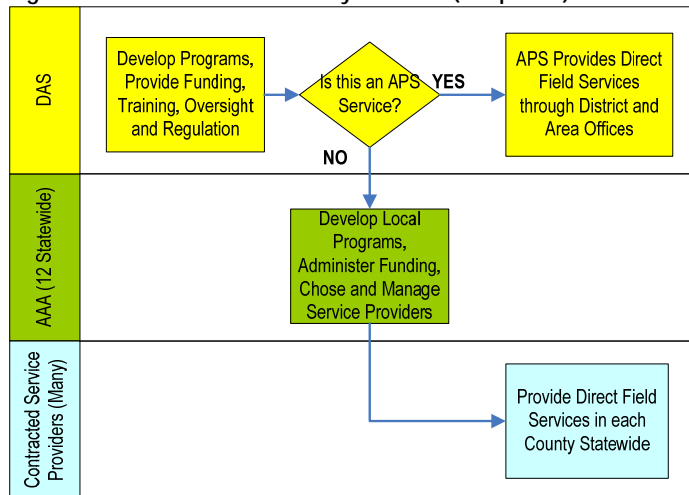 DAS
Develop Programs,
Provide Funding,
Training, Oversight
and Regulation
Is this an APS
Service?
YES
NO
APS Provides Direct
Field Services
through District and
Area Offices
AAA (12 Statewide)
Develop Local
Programs,
Administer Funding,
Chose and Manage
Service Providers
Contracted Service
Providers (Many)
Provide Direct Field
Services in each
County Statewide